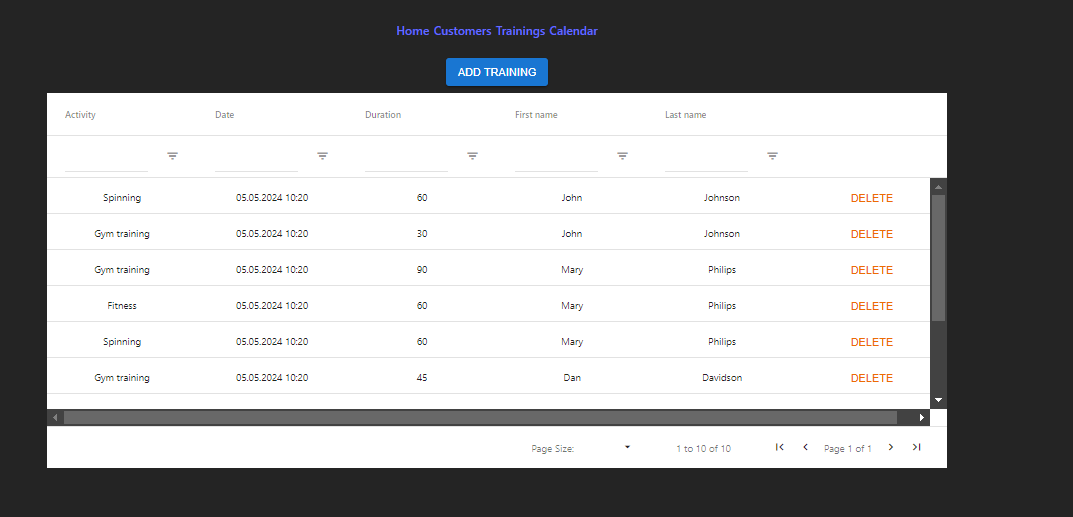 Home Customers Trainings Calendar
ADD TRAINING
Activity Date Duration First name Last name
Spinning 05.05.2024 10:20 60 John Johnson DELETE
Gym training 05.05.2024 10:20 30 John Johnson DELETE
Gym training 05.05.2024 10:20 90 Mary Philips DELETE
Fitness 05.05.2024 10:20 60 Mary Philips DELETE
Spinning 05.05.2024 10:20 60 Mary Philips DELETE
Gym training 05.05.2024 10:20 45 Dan Davidson DELETE
Page Size: 1 to 10 of 10 Page 1 of 1